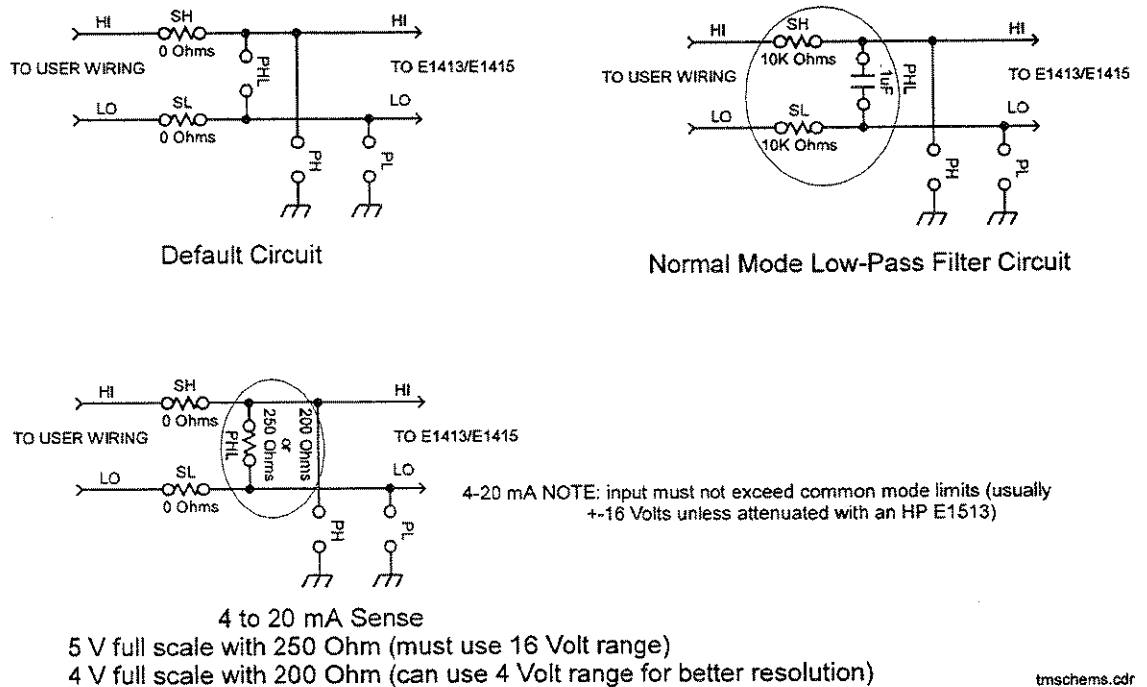 HI SH HI
0 Ohms
TO USER WIRING PHL TO E1413/E1415
LO SL LO
0 Ohms
PH PL
Default Circuit
HI SH HI
10K Ohms
TO USER WIRING .1uF PHL TO E1413/E1415
LO SL LO
10K Ohms
PH PL
Normal Mode Low-Pass Filter Circuit
HI SH HI
0 Ohms
TO USER WIRING PHL 250 Ohms or 200 Ohms TO E1413/E1415
LO SL LO
0 Ohms
PH PL
4-20 mA NOTE: input must not exceed common mode limits (usually
+-16 Volts unless attenuated with an HP E1513)
4 to 20 mA Sense
5 V full scale with 250 Ohm (must use 16 Volt range)
4 V full scale with 200 Ohm (can use 4 Volt range for better resolution)
tmschems.cdr